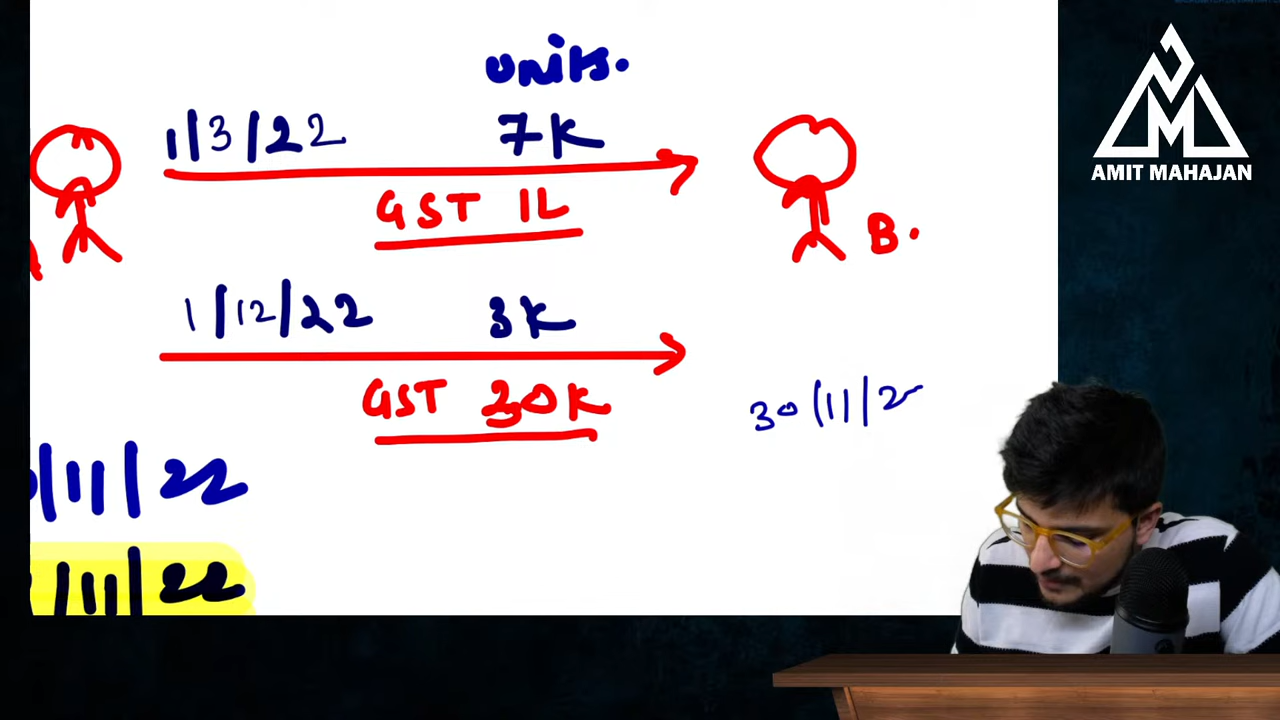 units.
1/3/22 7K
GST 1L
B.
1/12/22 3K
GST 30K
30/11/22
/11/22
/11/22
AMIT MAHAJAN